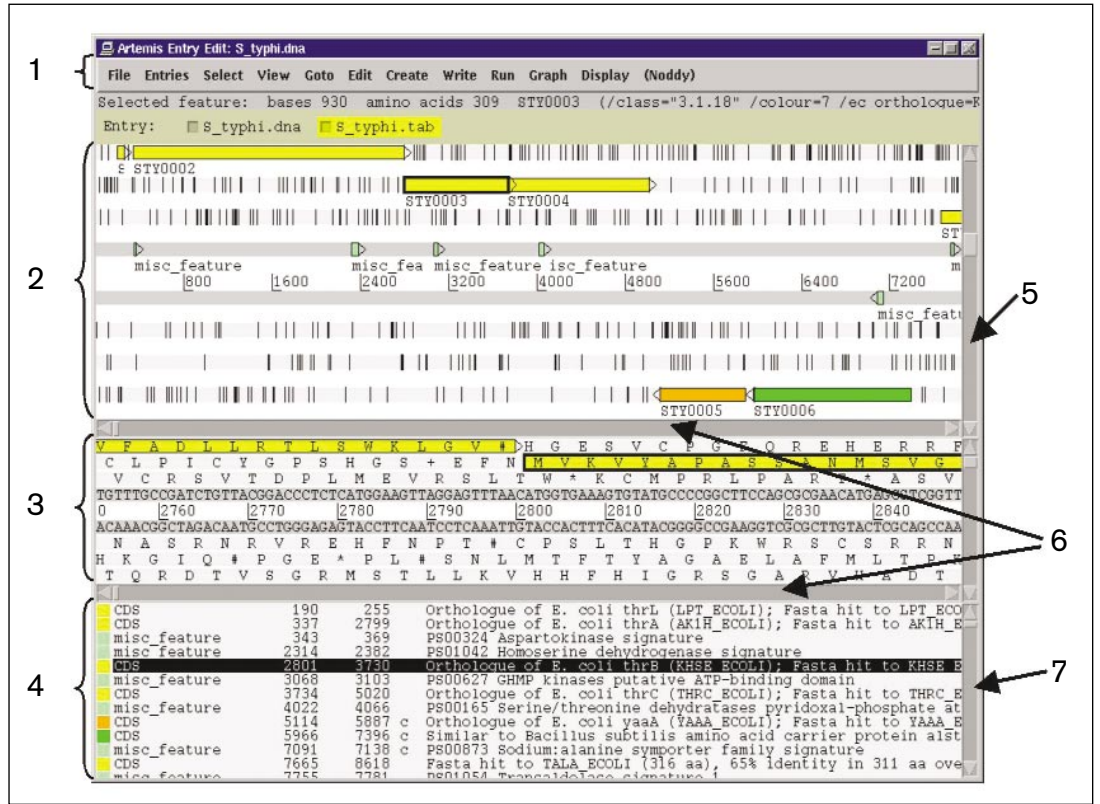 Artemis Entry Edit: S_typhi.dna
1
File Entries Select View Goto Edit Create Write Run Graph Display (Noddy)
Selected feature: bases 930 amino acids 309 STY0003 (/class="3.1.18" /colour=7 /ec_orthologue=K
Entry: S_typhi.dna S_typhi.tab
S STY0002
STY0003 STY0004
STY
misc_feature misc_fea misc_feature isc_feature m
2
800 1600 2400 3200 4000 4800 5600 6400 7200
5
misc_featu
STY0005 STY0006
V F A D L L R T L S W K L G V # H G E S V C P G F Q R E H E R R F
C L P I C Y G P S H G S + E F N M V K V Y A P A S S A N M S V G
V C R S V T D P L M E V R S L T W * K C M P R L P A R T * A S V
3
0 2760 2770 2780 2790 2800 2810 2820 2830 2840
6
N A S R N R V R E H F N P T # C P S L T H G P K W R S C S R R N
H K G I Q # P G E * P L # S N L M T F T Y A G A E L A F M L T P
T Q R D T V S G R M S T L L K V H H F H I G R S G A R V H A D T
CDS 190 255 Orthologue of E. coli thrL (LPT_ECOLI); Fasta hit to LPT_ECO
CDS 337 2799 Orthologue of E. coli thrA (AK1H_ECOLI); Fasta hit to AK1H_E
misc_feature 343 369 PS00324 Aspartokinase signature
misc_feature 2314 2382 PS01042 Homoserine dehydrogenase signature
CDS 2801 3730 Orthologue of E. coli thrB (KHSE_ECOLI); Fasta hit to KHSE_E
misc_feature 3068 3103 PS00627 GHMP kinases putative ATP-binding domain
4
7
CDS 3734 5020 Orthologue of E. coli thrC (THRC_ECOLI); Fasta hit to THRC_E
misc_feature 4022 4066 PS00165 Serine/threonine dehydratases pyridoxal-phosphate at
CDS 5114 5887 c Orthologue of E. coli yaaA (YAAA_ECOLI); Fasta hit to YAAA_E
CDS 5966 7396 c Similar to Bacillus subtilis amino acid carrier protein alst
misc_feature 7091 7138 c PS00873 Sodium:alanine symporter family signature
CDS 7665 8618 Fasta hit to TALA_ECOLI (316 aa), 65% identity in 311 aa ove
misc_feature 7755 7781 PS01054 Transaldolase signature 1